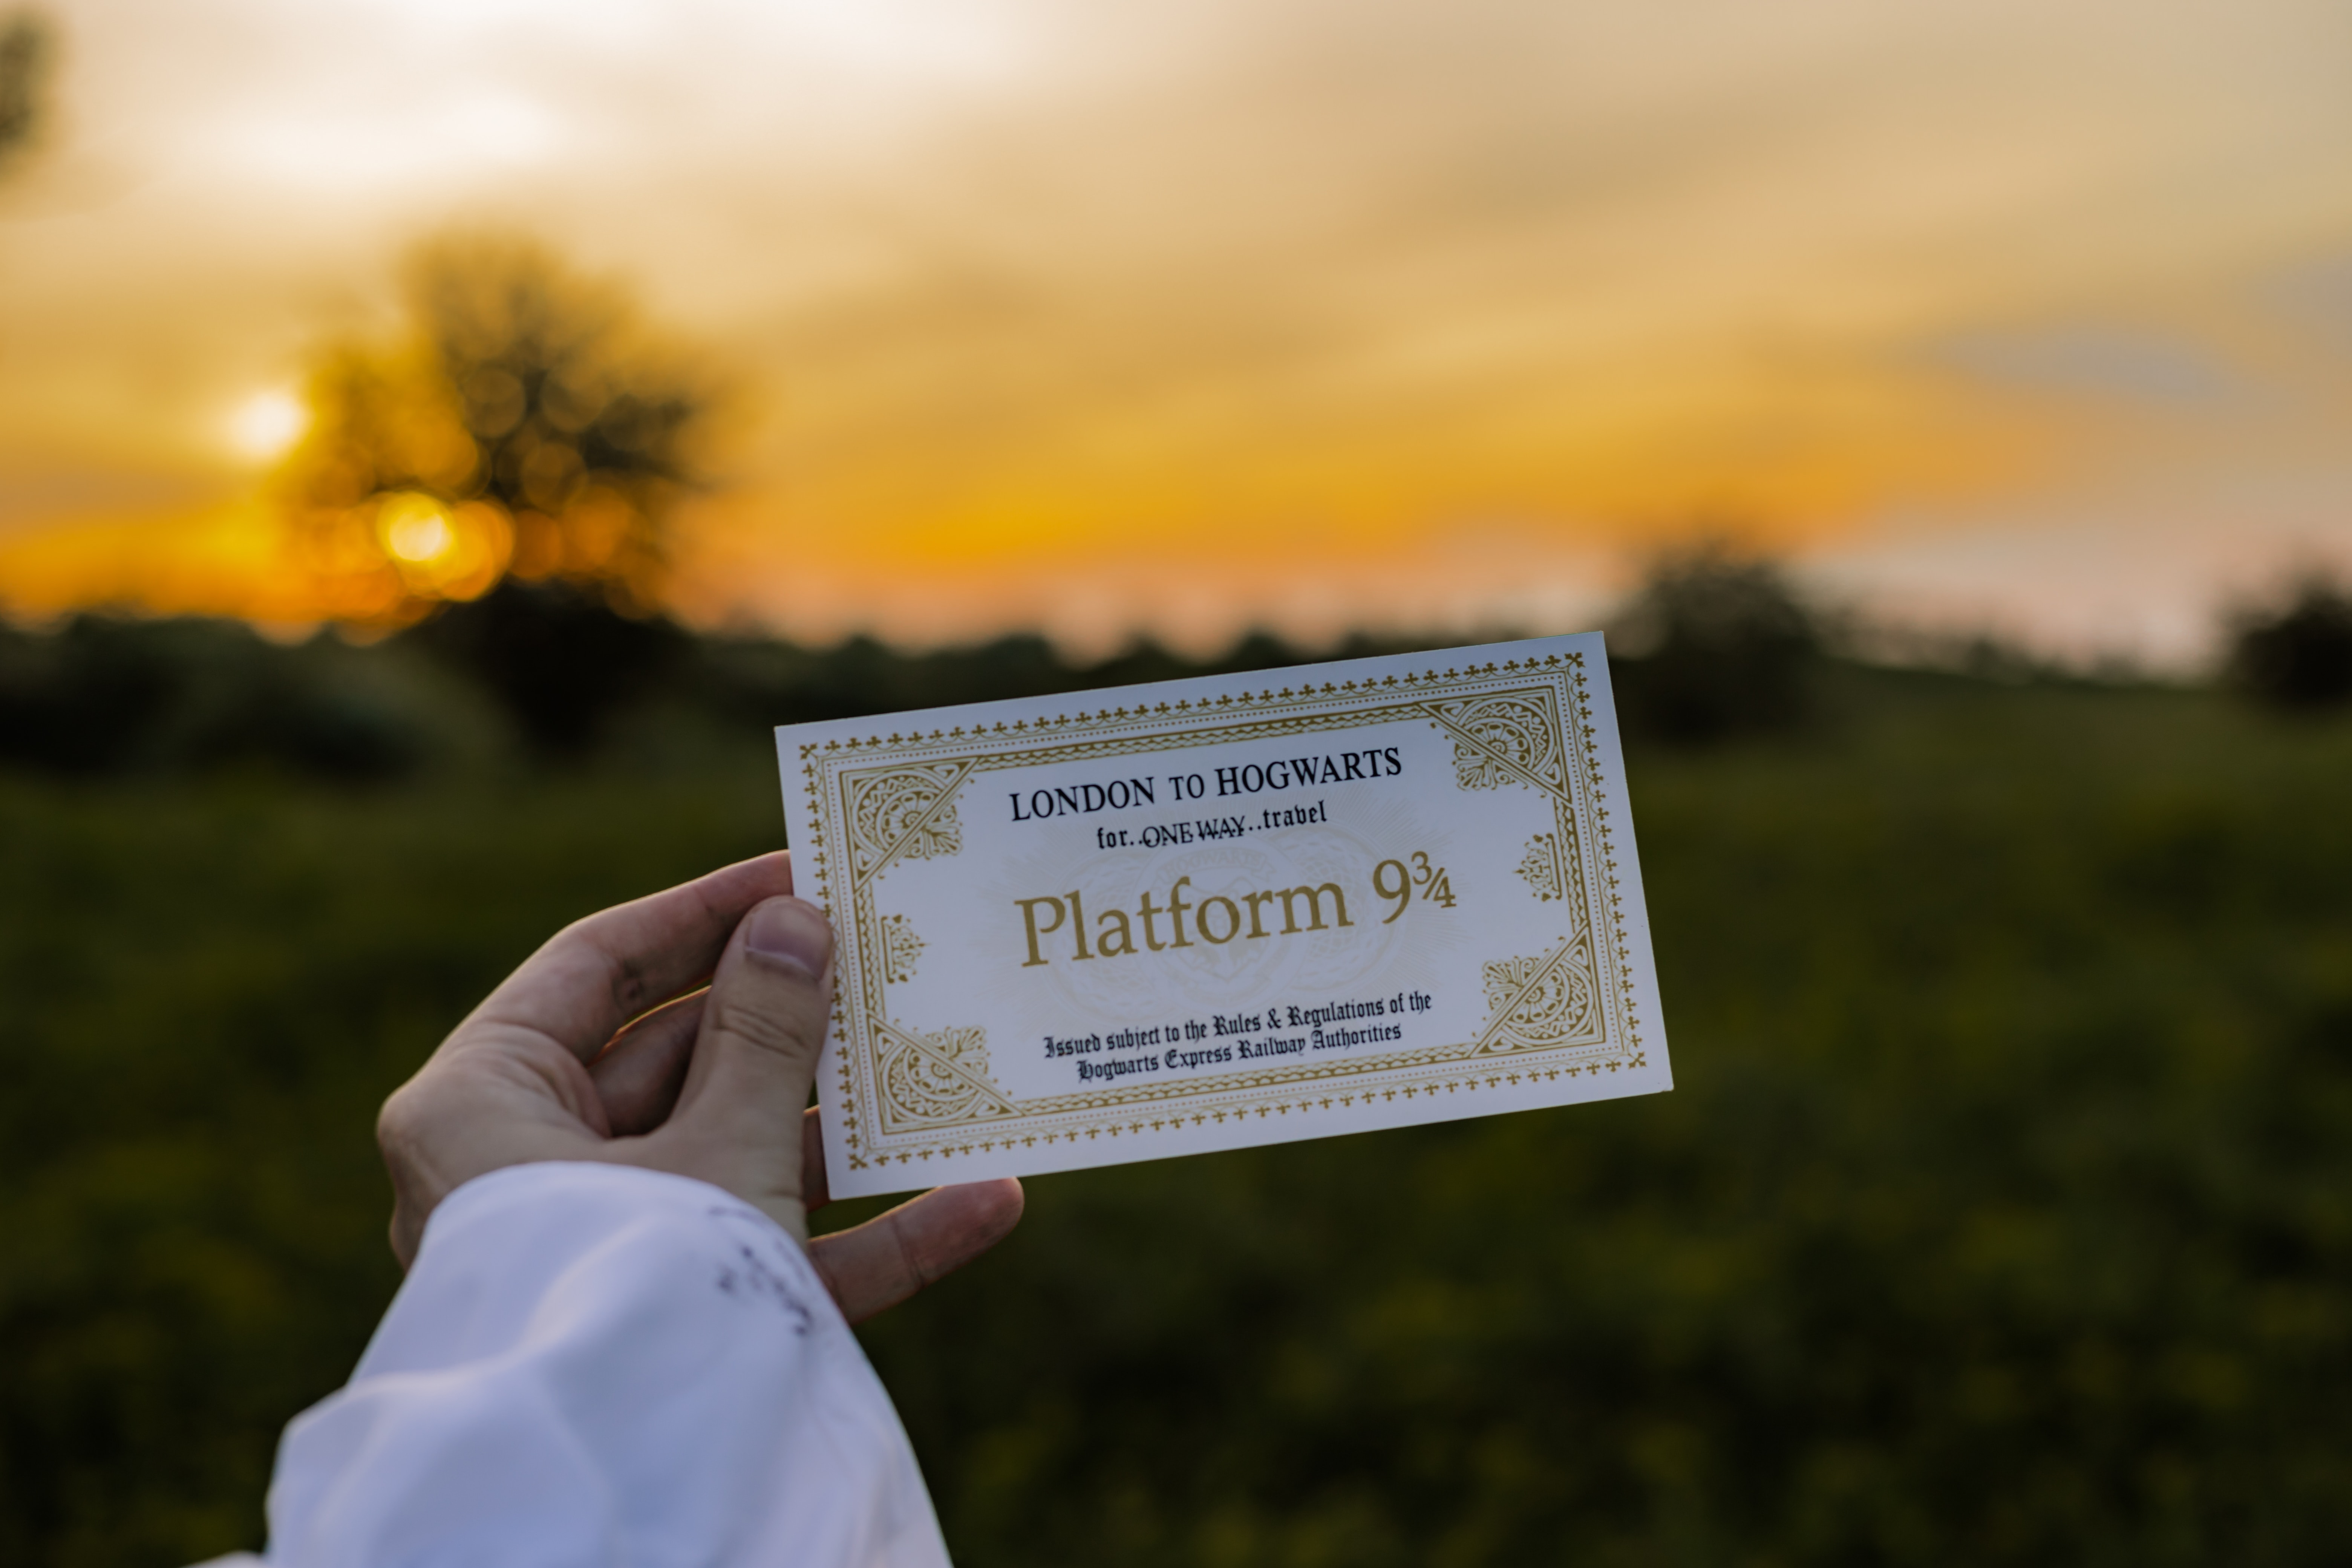 LONDON TO HOGWARTS
for..ONE WAY..travel
Platform 9¾
Issued subject to the Rules & Regulations of the
Hogwarts Express Railway Authorities